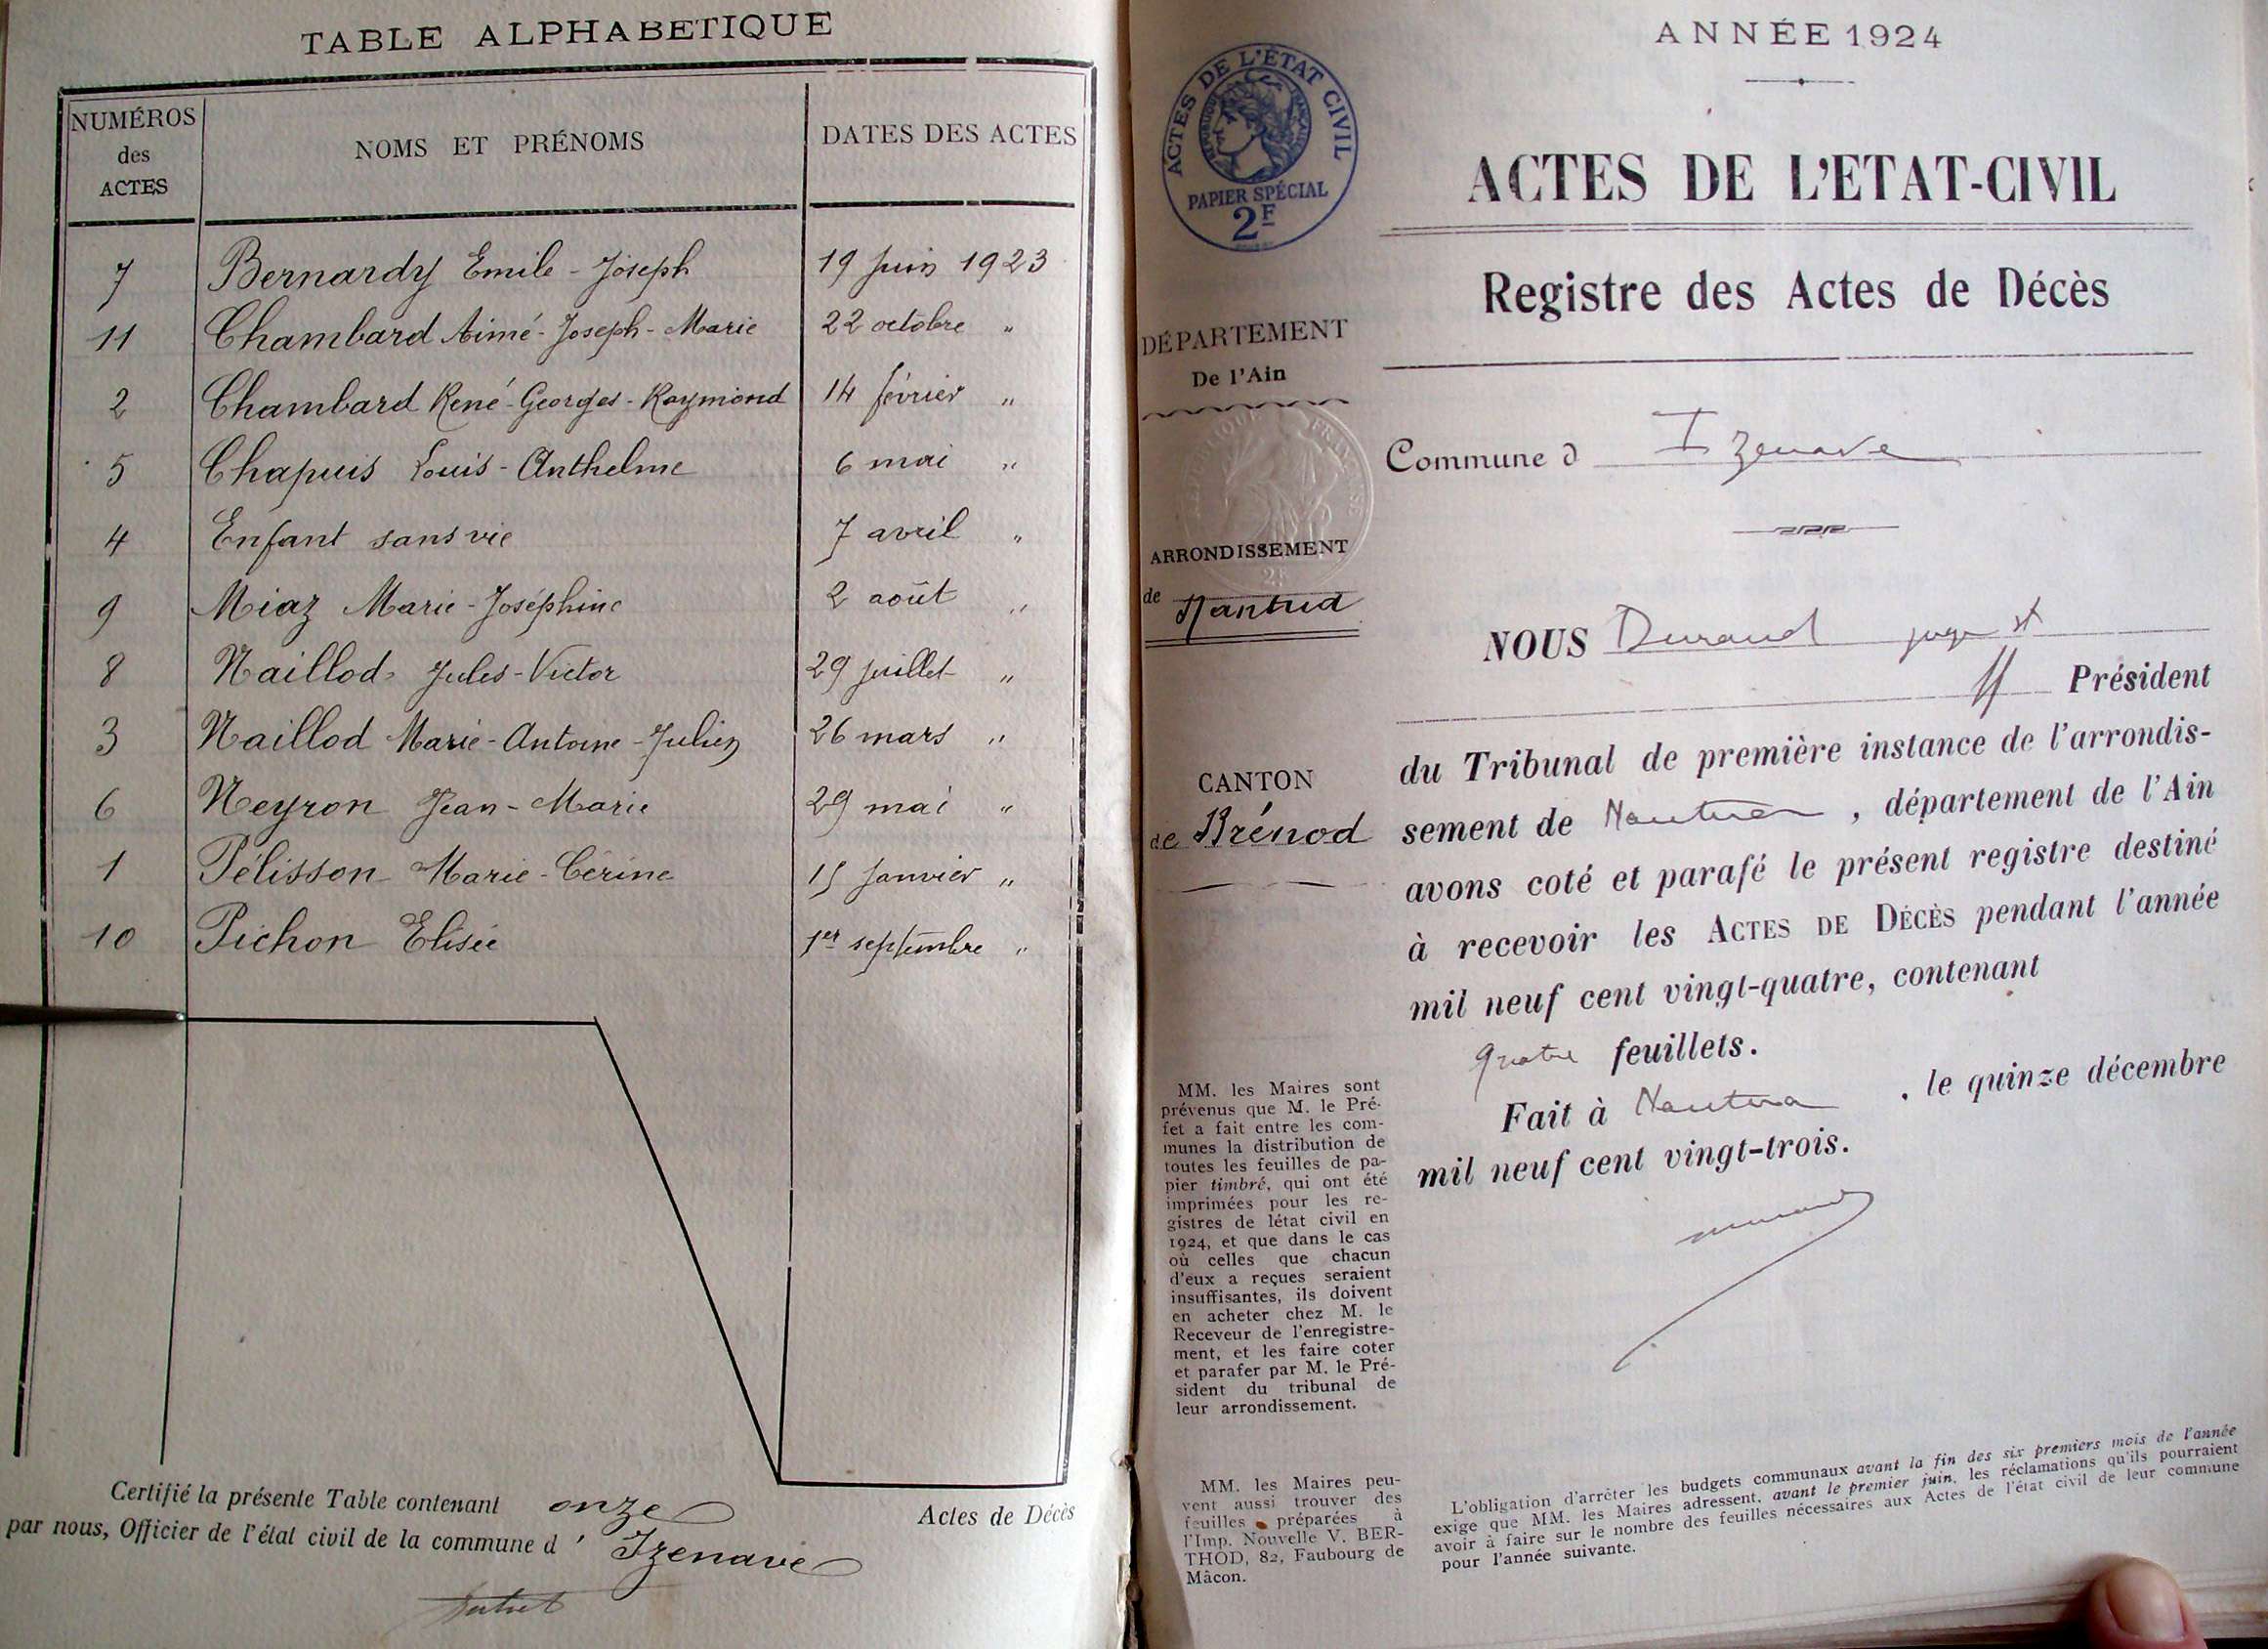 TABLE ALPHABETIQUE
NUMÉROS
des
ACTES
NOMS ET PRÉNOMS
DATES DES ACTES
7 Bernardy Emile-Joseph 19 juin 1923
11 Chambard Aimé-Joseph-Marie 22 octobre "
2 Chambard René-Georges-Raymond 14 février "
5 Chapuis Louis-Anthelme 6 mai "
4 Enfant sans vie 7 avril "
9 Miaz Marie-Joséphine 2 août "
8 Naillod Jules-Victor 29 juillet "
3 Naillod Marie-Antoine-Julien 26 mars "
6 Neyron Jean-Marie 29 mai "
1 Pélisson Marie-Cérine 15 janvier "
10 Pichon Elisée 1er septembre "
Certifié la présente Table contenant onze
Actes de Décès
par nous, Officier de l'état civil de la commune d' Izenave
ANNÉE 1924
ACTES DE L'ÉTAT CIVIL
PAPIER SPÉCIAL
2F
ACTES DE L'ETAT-CIVIL
Registre des Actes de Décès
DÉPARTEMENT
De l'Ain
RÉPUBLIQUE FRANÇAISE
2F
Commune d Izenave
ARRONDISSEMENT
de Nantua
CANTON
de Brénod
NOUS Durand juge st
ff Président
du Tribunal de première instance de l'arrondis-
sement de Nantua, département de l'Ain
avons coté et parafé le présent registre destiné
à recevoir les ACTES DE DÉCÈS pendant l'année
mil neuf cent vingt-quatre, contenant
quatre feuillets.
Fait à Nantua, le quinze décembre
mil neuf cent vingt-trois.
MM. les Maires sont
prévenus que M. le Pré-
fet a fait entre les com-
munes la distribution de
toutes les feuilles de pa-
pier timbré, qui ont été
imprimées pour les re-
gistres de létat civil en
1924, et que dans le cas
où celles que chacun
d'eux a reçues seraient
insuffisantes, ils doivent
en acheter chez M. le
Receveur de l'enregistre-
ment, et les faire coter
et parafer par M. le Pré-
sident du tribunal de
leur arrondissement.
MM. les Maires peu-
vent aussi trouver des
feuilles préparées à
l'Imp. Nouvelle V. BER-
THOD, 82, Faubourg de
Mâcon.
L'obligation d'arrêter les budgets communaux avant la fin des six premiers mois de l'année
exige que MM. les Maires adressent, avant le premier juin, les réclamations qu'ils pourraient
avoir à faire sur le nombre des feuilles nécessaires aux Actes de l'état civil de leur commune
pour l'année suivante.